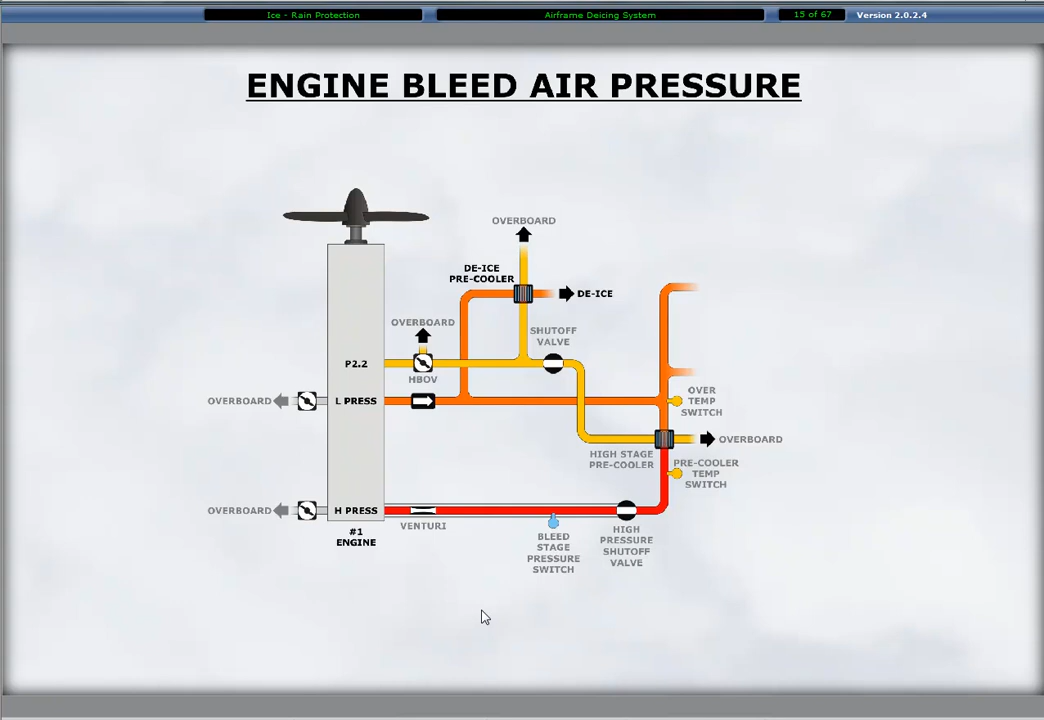 Ice - Rain Protection
Airframe Deicing System
15 of 67
Version 2.0.2.4
ENGINE BLEED AIR PRESSURE
OVERBOARD
DE-ICE
PRE-COOLER
DE-ICE
OVERBOARD
SHUTOFF
VALVE
P2.2
HBOV
OVERBOARD
L PRESS
OVER
TEMP
SWITCH
OVERBOARD
HIGH STAGE
PRE-COOLER
PRE-COOLER
TEMP
SWITCH
OVERBOARD
H PRESS
VENTURI
#1
ENGINE
BLEED
STAGE
PRESSURE
SWITCH
HIGH
PRESSURE
SHUTOFF
VALVE